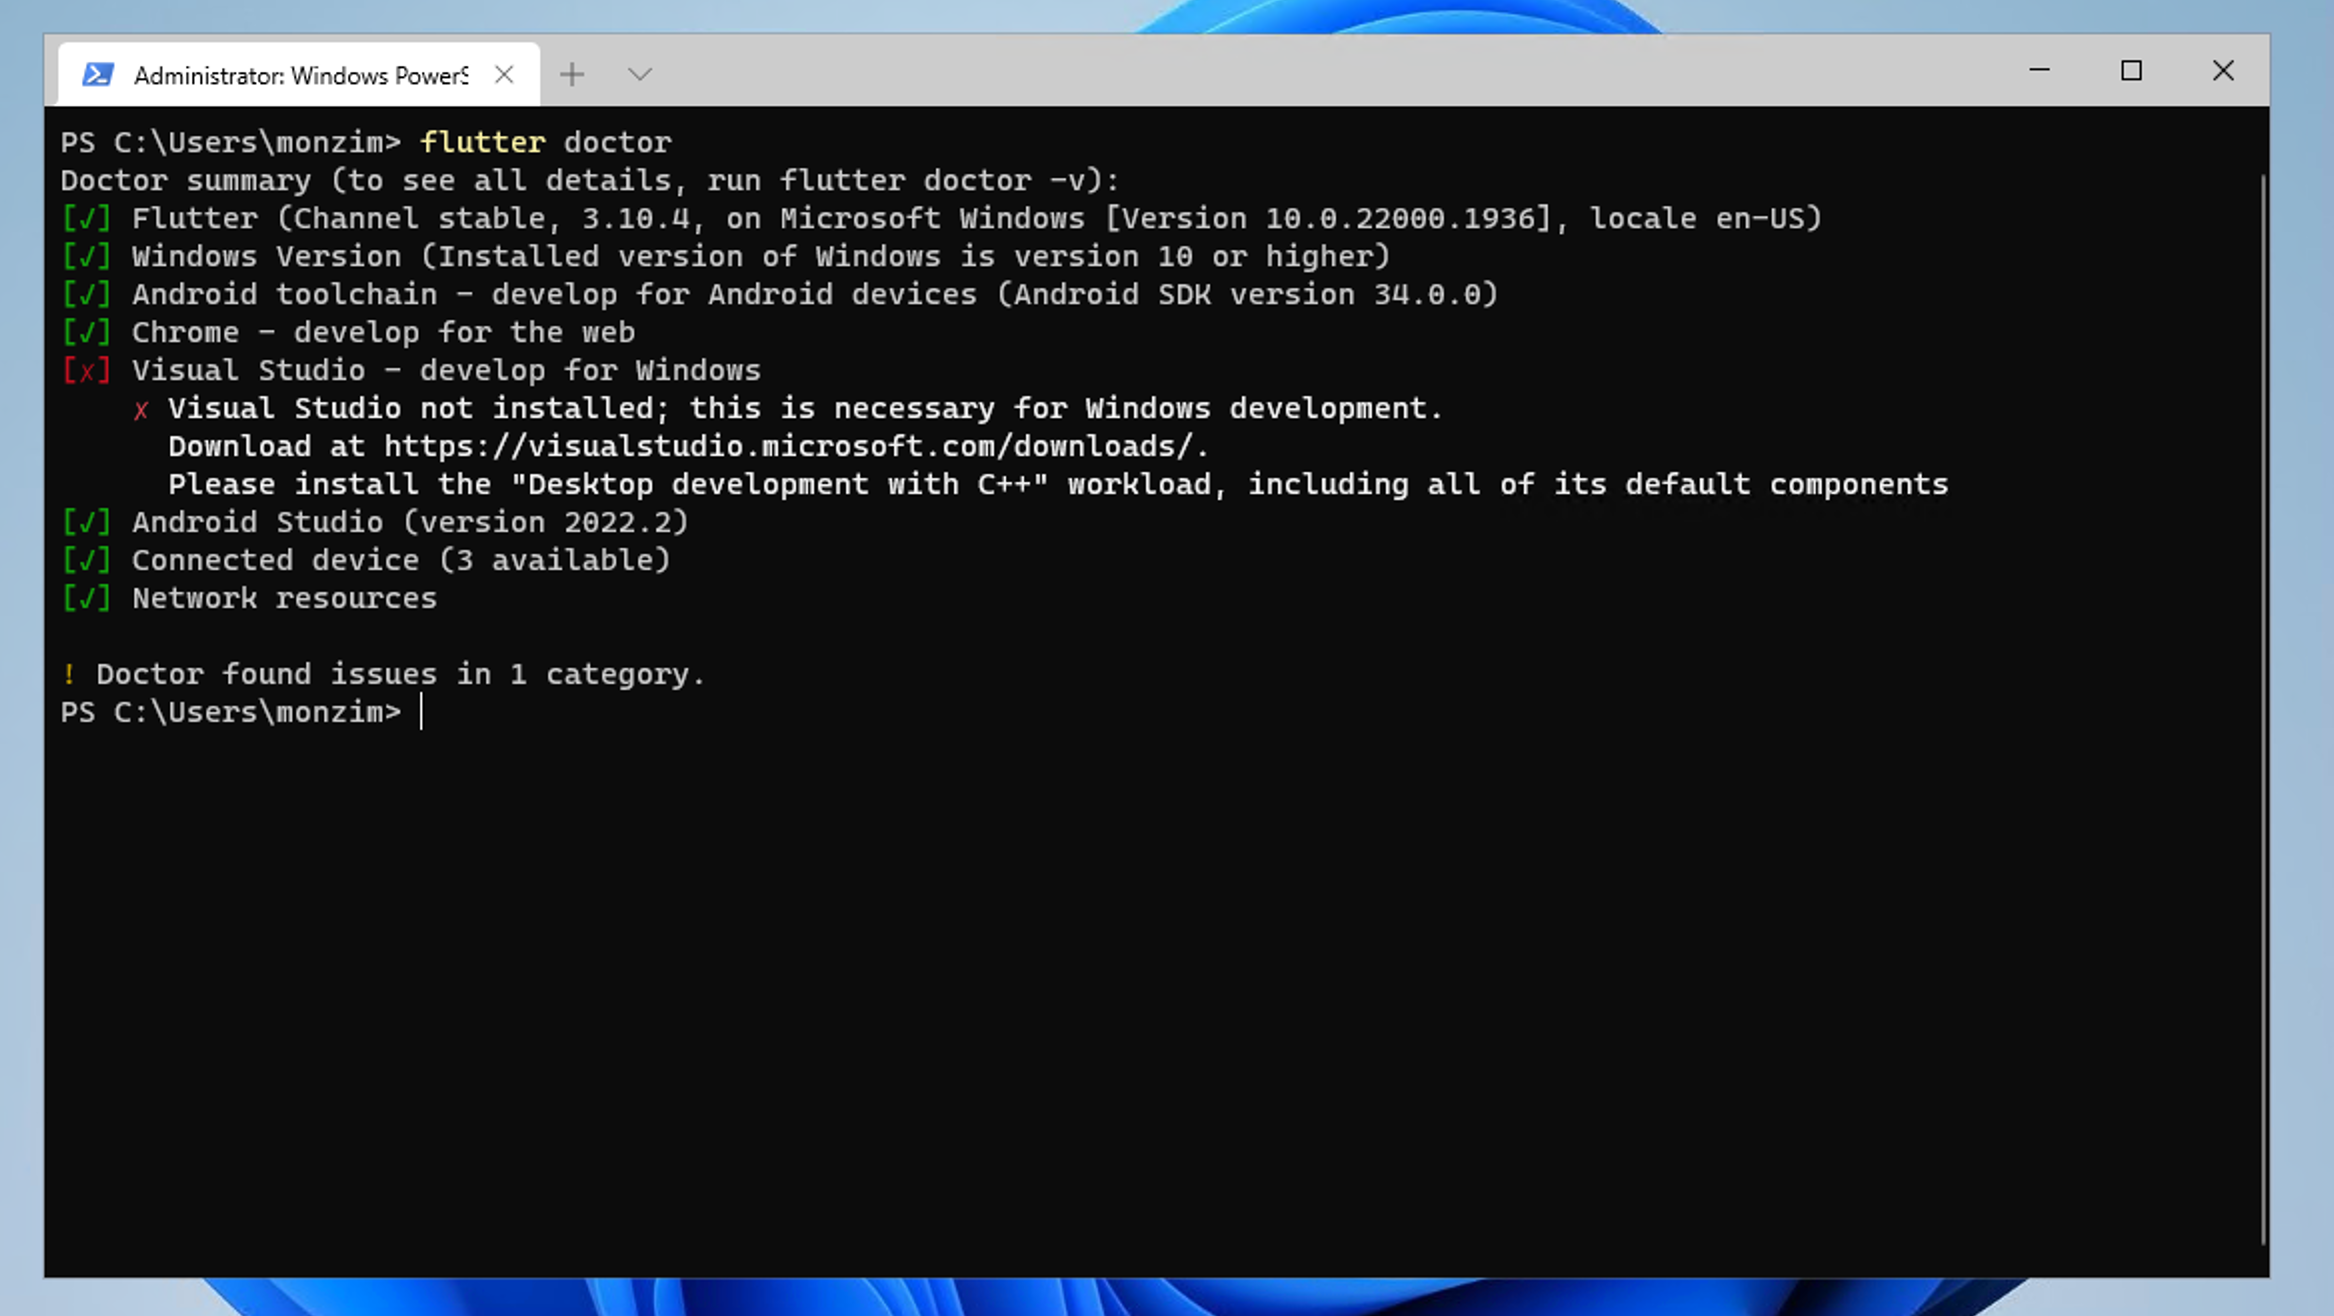 Administrator: Windows PowerS
PS C:\Users\monzim> flutter doctor
Doctor summary (to see all details, run flutter doctor -v):
[√] Flutter (Channel stable, 3.10.4, on Microsoft Windows [Version 10.0.22000.1936], locale en-US)
[√] Windows Version (Installed version of Windows is version 10 or higher)
[√] Android toolchain - develop for Android devices (Android SDK version 34.0.0)
[√] Chrome - develop for the web
[X] Visual Studio - develop for Windows
X Visual Studio not installed; this is necessary for Windows development.
Download at https://visualstudio.microsoft.com/downloads/.
Please install the "Desktop development with C++" workload, including all of its default components
[√] Android Studio (version 2022.2)
[√] Connected device (3 available)
[√] Network resources
! Doctor found issues in 1 category.
PS C:\Users\monzim>